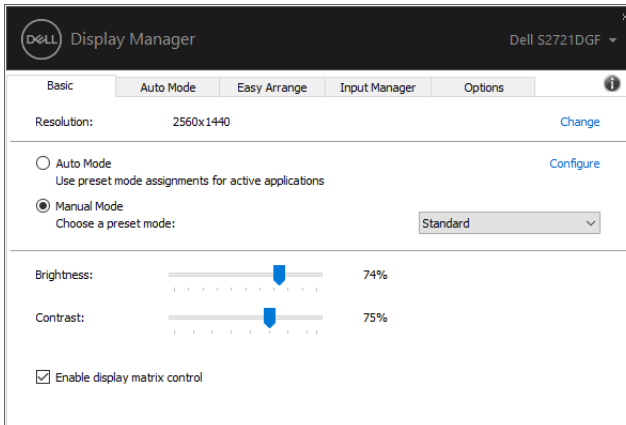 DELL Display Manager Dell S2721DGF
Basic Auto Mode Easy Arrange Input Manager Options
Resolution: 2560x1440 Change
Auto Mode Configure
Use preset mode assignments for active applications
Manual Mode
Choose a preset mode: Standard
Brightness: 74%
Contrast: 75%
Enable display matrix control